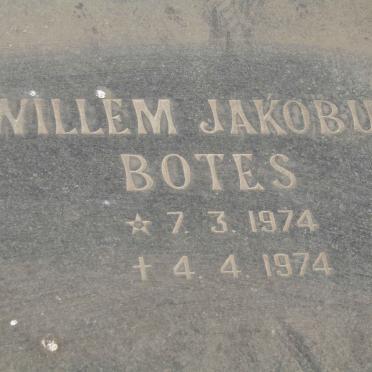 WILLEM JAKOBU
BOTES
☆ 7. 3. 1974
✝ 4. 4. 1974